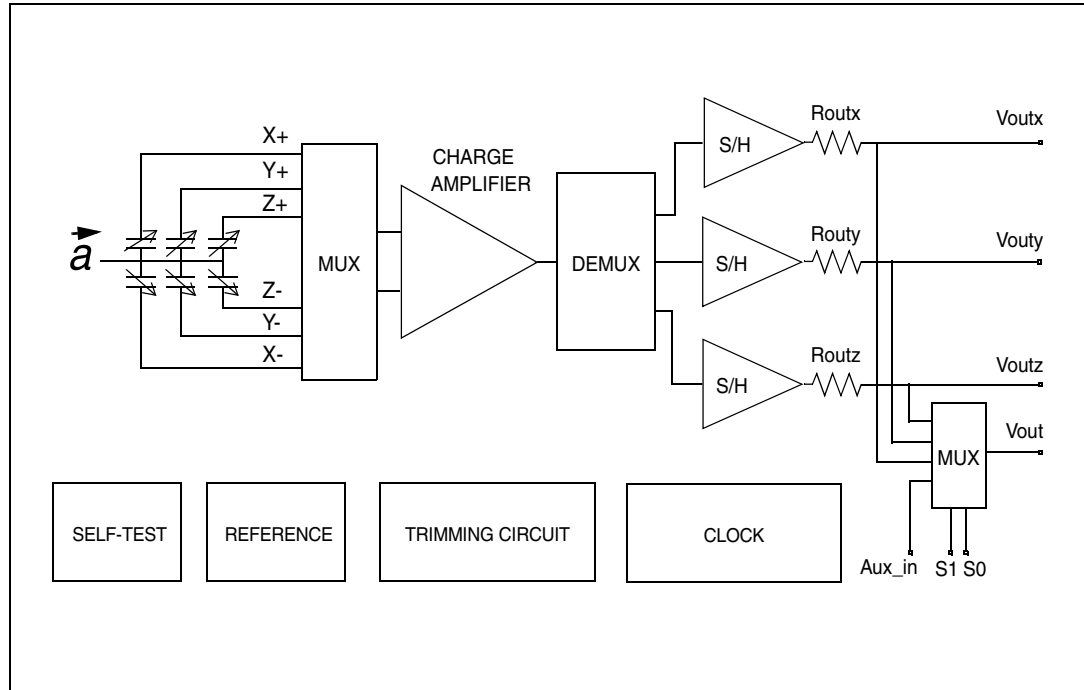 X+
Y+
Z+
a
Z-
Y-
X-
MUX
CHARGE
AMPLIFIER
DEMUX
S/H
Routx
Voutx
S/H
Routy
Vouty
S/H
Routz
Voutz
Vout
MUX
Aux_in
S1
S0
SELF-TEST
REFERENCE
TRIMMING CIRCUIT
CLOCK